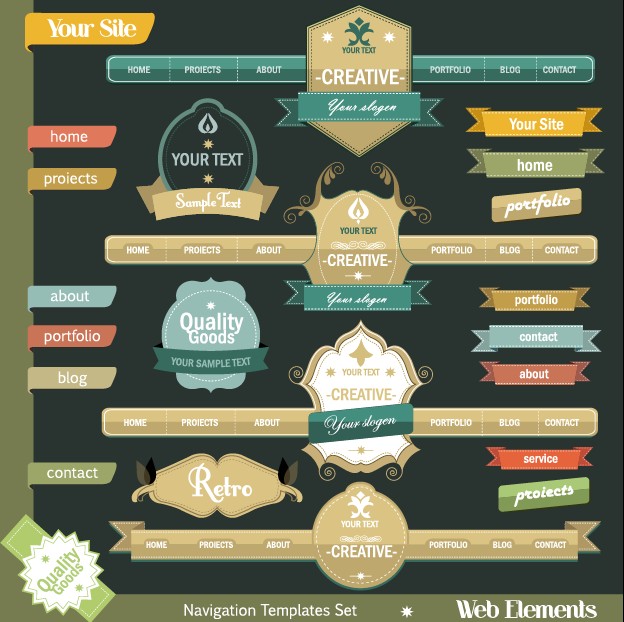 Your Site
HOME PROIECTS ABOUT
YOUR TEXT
-CREATIVE-
Your slogen
PORTFOLIO BLOG CONTACT
home
proiects
about
portfolio
blog
contact
YOUR TEXT
Sample Text
HOME PROIECTS ABOUT
YOUR TEXT
-CREATIVE-
Your slogen
PORTFOLIO BLOG CONTACT
Quality
Goods
YOUR SAMPLE TEXT
HOME PROIECTS ABOUT
YOUR TEXT
-CREATIVE-
Your slogen
PORTFOLIO BLOG CONTACT
Retro
HOME PROIECTS ABOUT
YOUR TEXT
-CREATIVE-
PORTFOLIO BLOG CONTACT
Your Site
home
portfolio
portfolio
contact
about
service
proiects
Quality
Goods
Navigation Templates Set
Web Elements